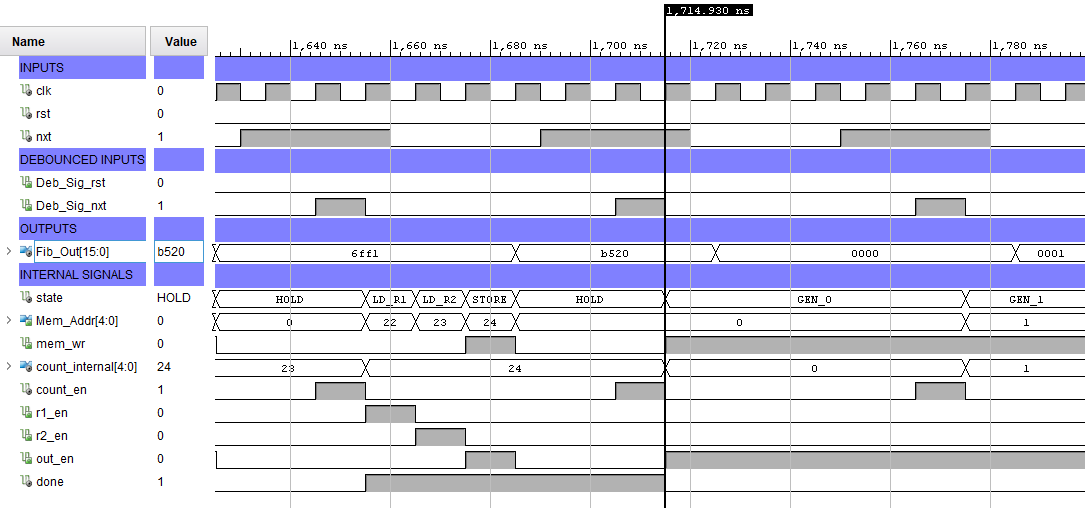 1,714.930 ns
Name Value 1,640 ns 1,660 ns 1,680 ns 1,700 ns 1,720 ns 1,740 ns 1,760 ns 1,780 ns
INPUTS
clk 0
rst 0
nxt 1
DEBOUNCED INPUTS
Deb_Sig_rst 0
Deb_Sig_nxt 1
OUTPUTS
Fib_Out[15:0] b520 6ff1 b520 0000 0001
INTERNAL SIGNALS
state HOLD HOLD LD_R1 LD_R2 STORE HOLD GEN_0 GEN_1
Mem_Addr[4:0] 0 0 22 23 24 0 1
mem_wr 0
count_internal[4:0] 24 23 24 0 1
count_en 1
r1_en 0
r2_en 0
out_en 0
done 1